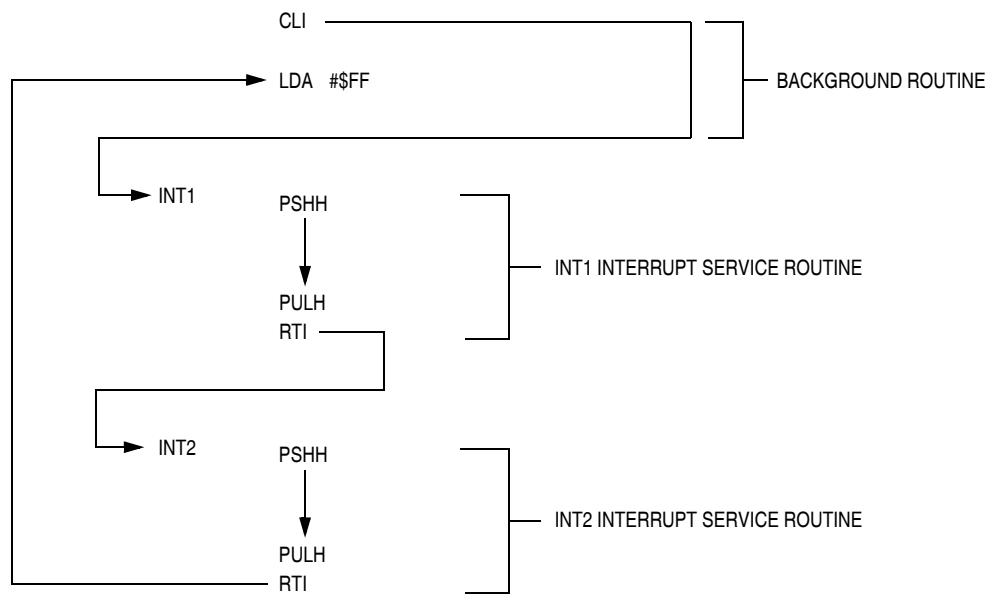 CLI
LDA #$FF
BACKGROUND ROUTINE
INT1
PSHH
INT1 INTERRUPT SERVICE ROUTINE
PULH
RTI
INT2
PSHH
INT2 INTERRUPT SERVICE ROUTINE
PULH
RTI